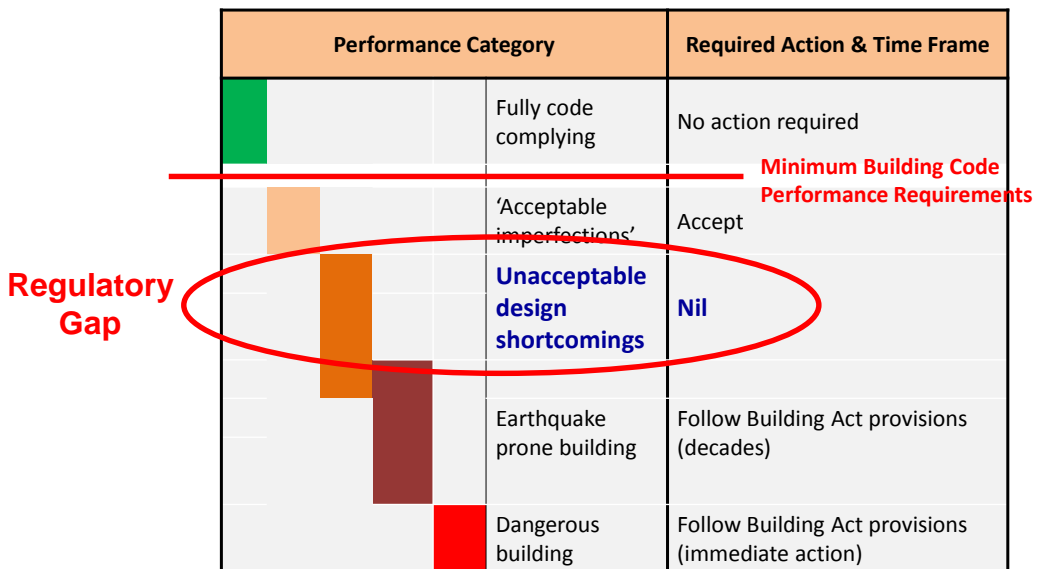 Performance Category
Required Action & Time Frame
Fully code
complying
No action required
Minimum Building Code
Performance Requirements
‘Acceptable
imperfections’
Accept
Regulatory
Gap
Unacceptable
design
shortcomings
Nil
Earthquake
prone building
Follow Building Act provisions
(decades)
Dangerous
building
Follow Building Act provisions
(immediate action)